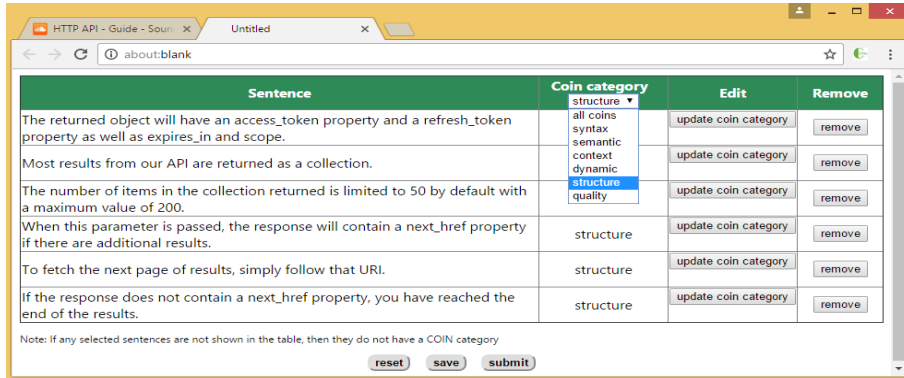 HTTP API - Guide - Soun
Untitled
about:blank
Sentence
Coin category
Edit
Remove
structure
all coins
syntax
semantic
context
dynamic
structure
quality
The returned object will have an access_token property and a refresh_token
property as well as expires_in and scope.
update coin category
remove
Most results from our API are returned as a collection.
update coin category
remove
The number of items in the collection returned is limited to 50 by default with
a maximum value of 200.
update coin category
remove
When this parameter is passed, the response will contain a next_href property
if there are additional results.
structure
update coin category
remove
To fetch the next page of results, simply follow that URI.
structure
update coin category
remove
If the response does not contain a next_href property, you have reached the
end of the results.
structure
update coin category
remove
Note: If any selected sentences are not shown in the table, then they do not have a COIN category
reset
save
submit